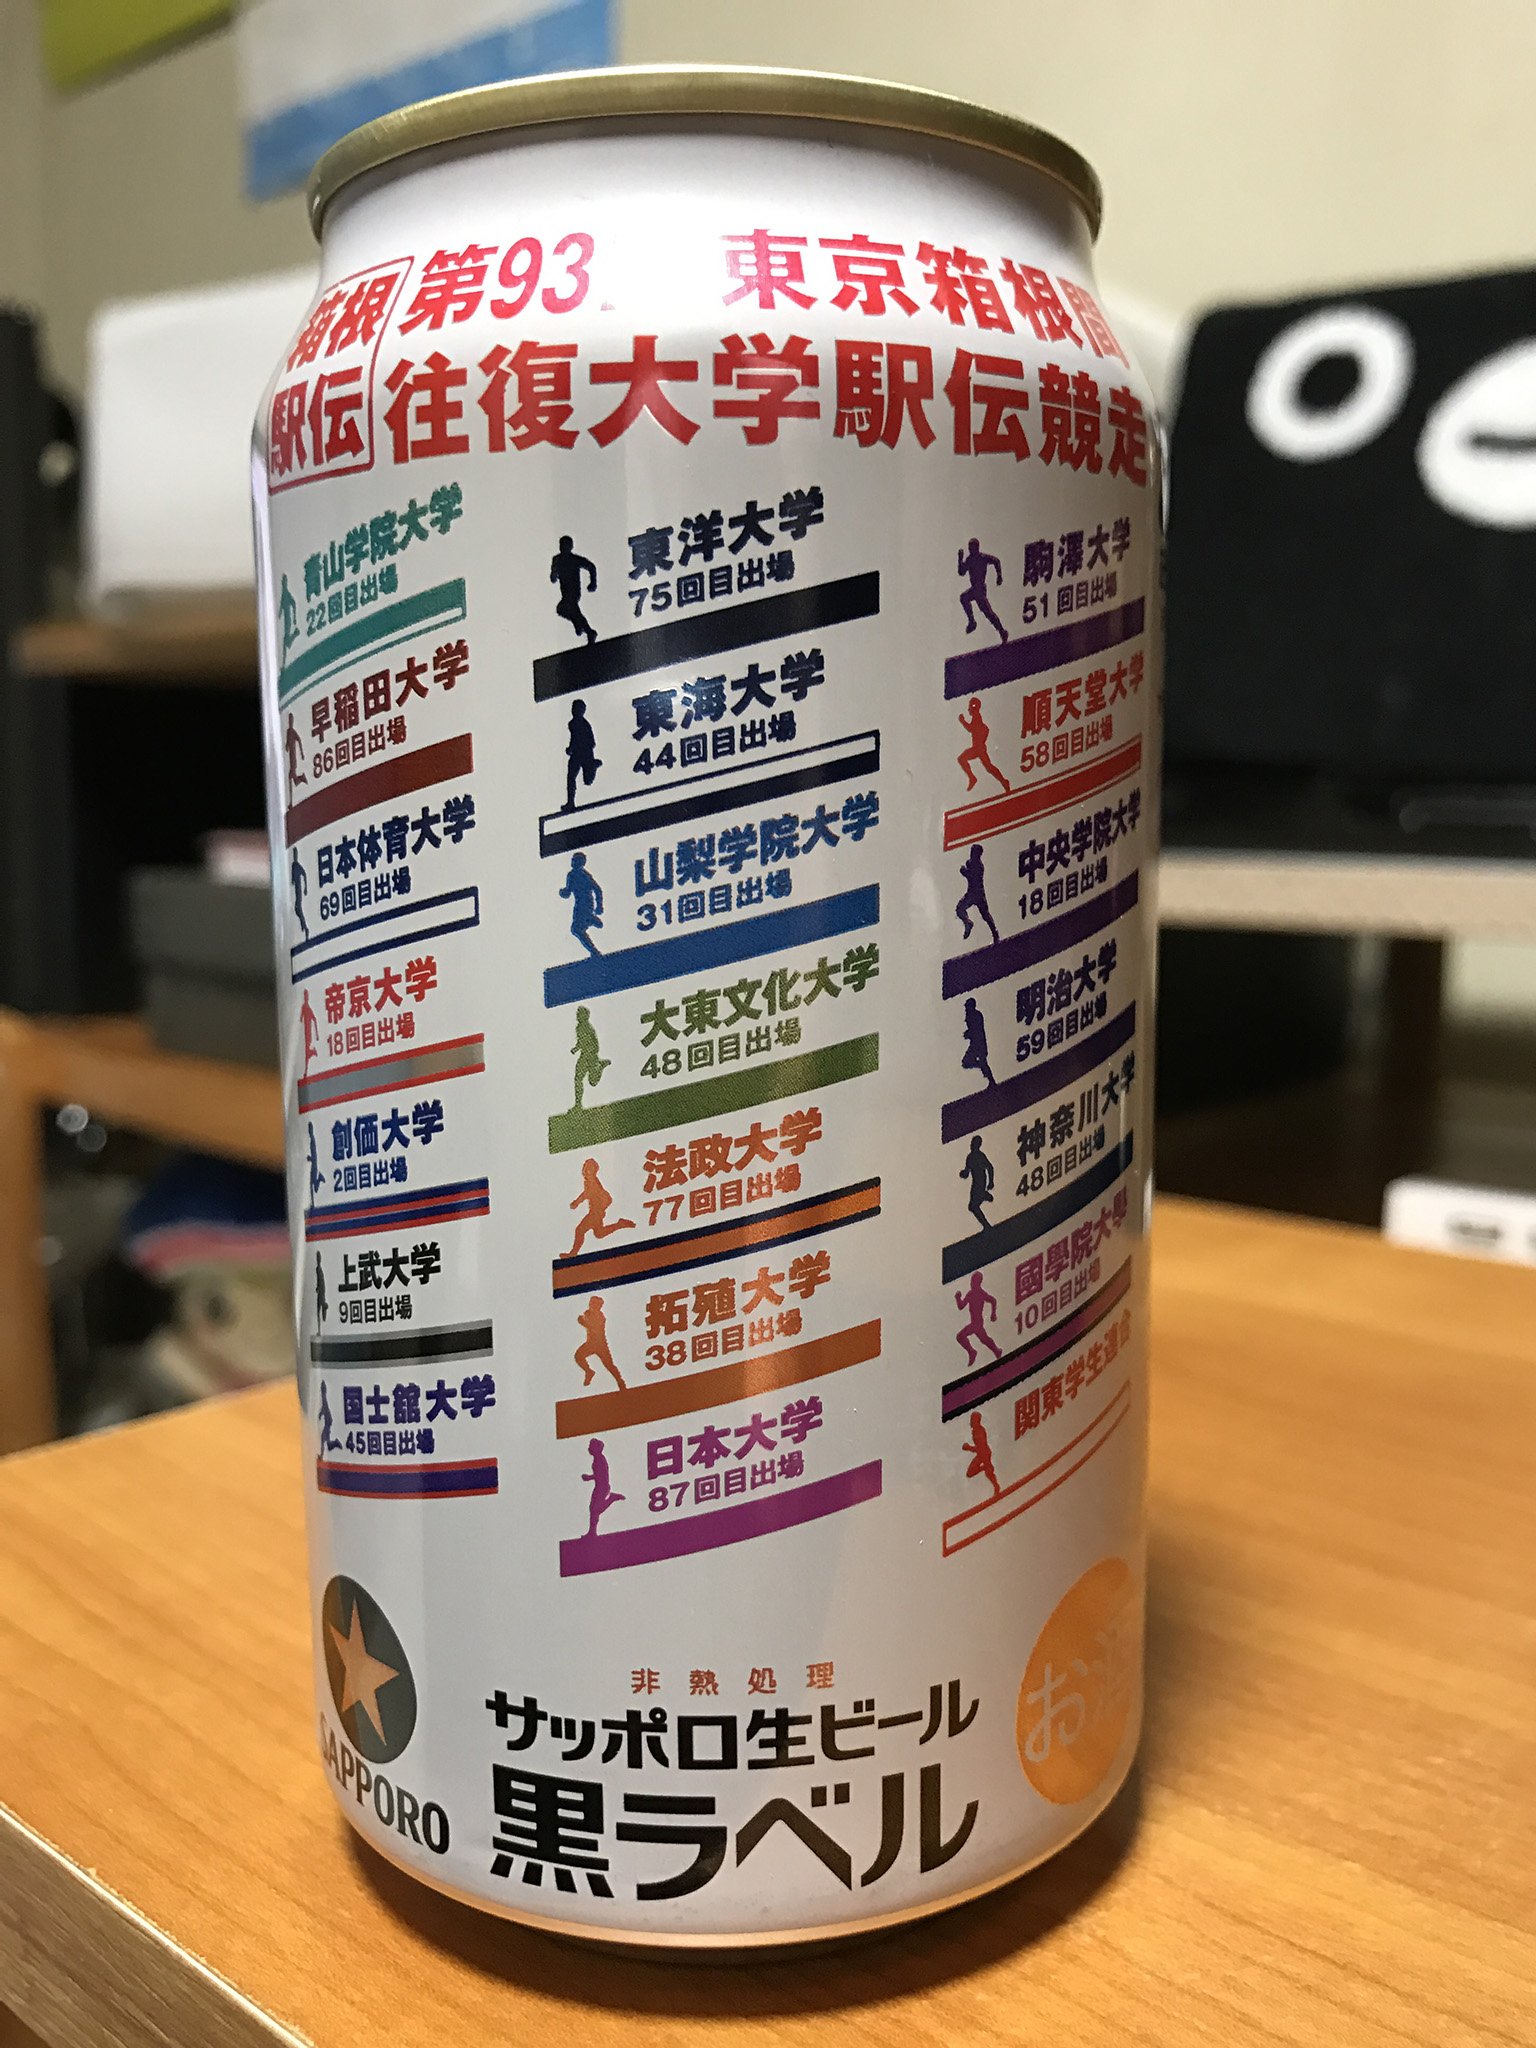 箱根
駅伝
第93 東京箱根間
往復大学駅伝競走
青山学院大学
22回目出場
早稲田大学
86回目出場
日本体育大学
69回目出場
帝京大学
18回目出場
創価大学
2回目出場
上武大学
9回目出場
国士舘大学
45回目出場
東洋大学
75回目出場
東海大学
44回目出場
山梨学院大学
31回目出場
大東文化大学
48回目出場
法政大学
77回目出場
拓殖大学
38回目出場
日本大学
87回目出場
駒澤大学
51回目出場
順天堂大学
58回目出場
中央学院大学
18回目出場
明治大学
59回目出場
神奈川大学
48回目出場
國學院大學
10回目出場
関東学生連合
SAPPORO
非熱処理
サッポロ生ビール
黒ラベル
お酒